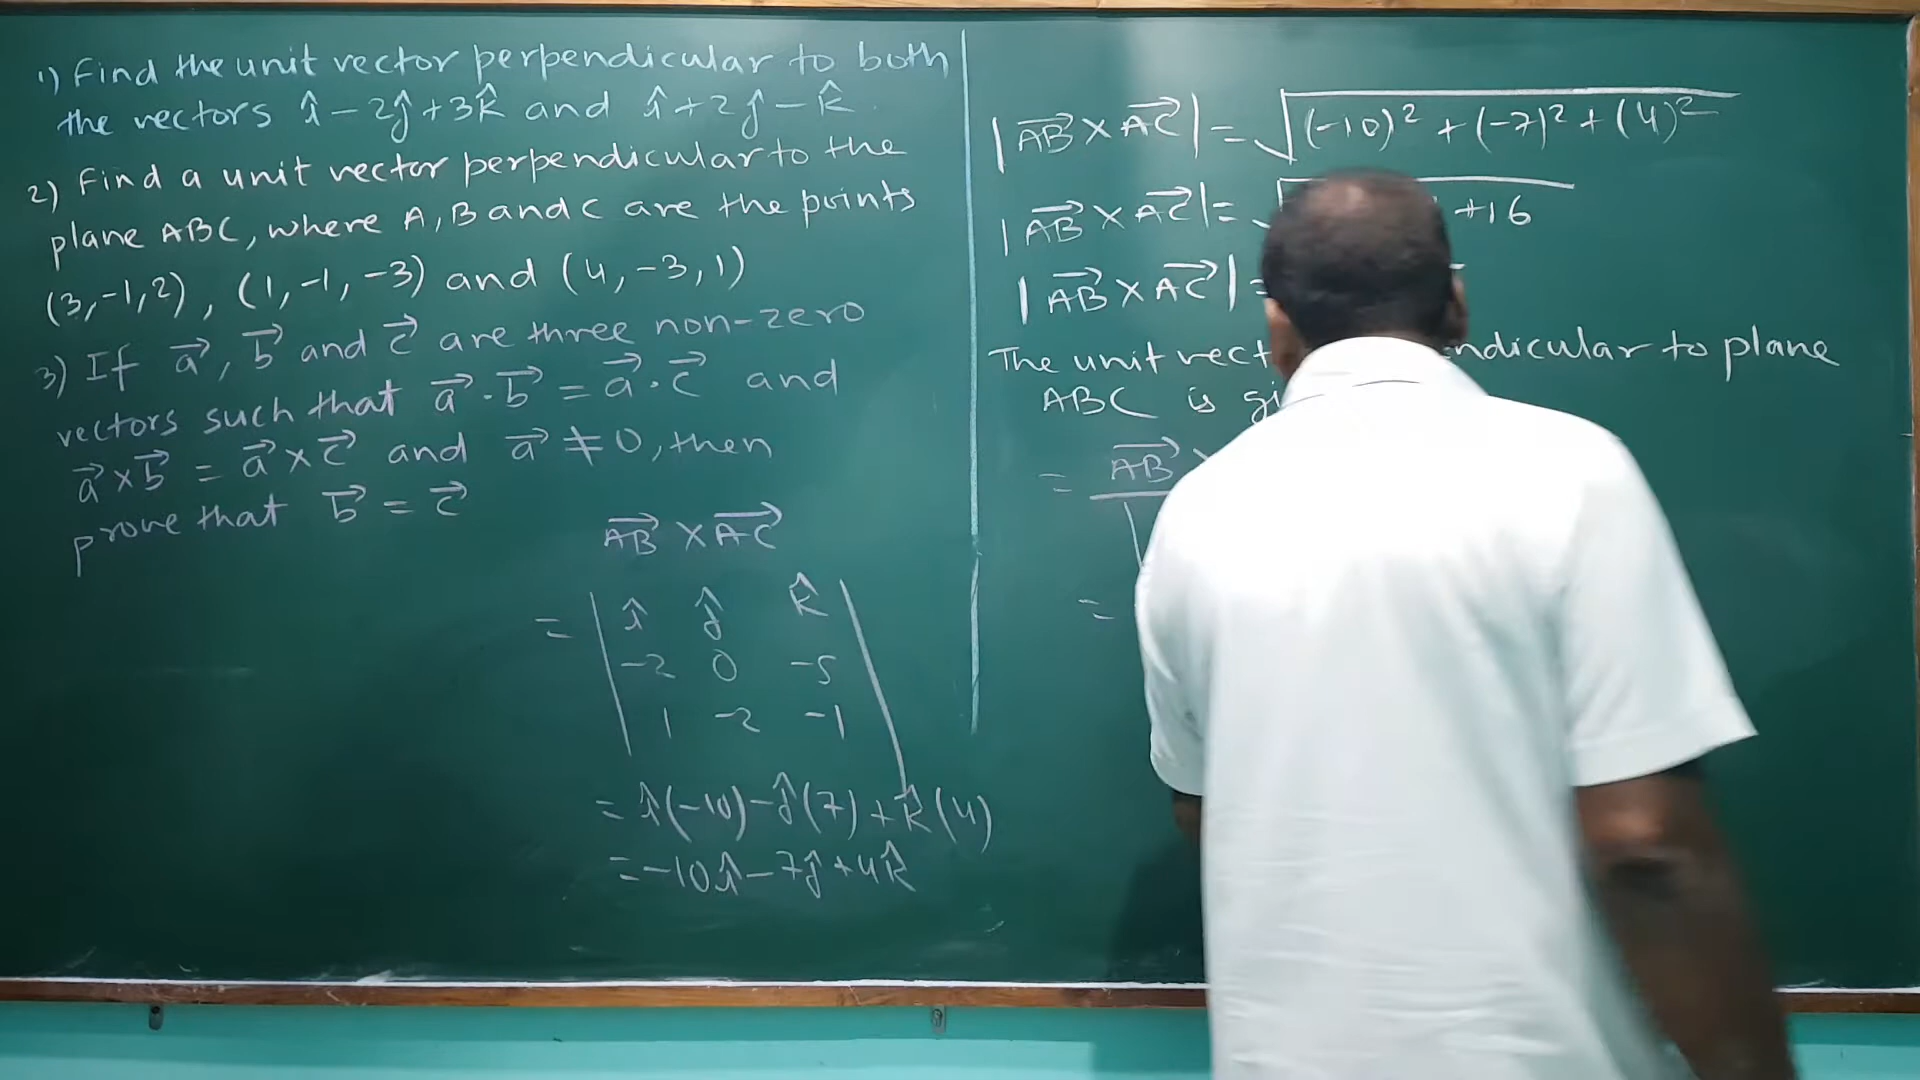 1) Find the unit vector perpendicular to both
the vectors î - 2ĵ + 3k̂ and î + 2ĵ - k̂.
2) Find a unit vector perpendicular to the
plane ABC, where A, B and C are the points
(3, -1, 2), (1, -1, -3) and (4, -3, 1)
3) If a⃗, b⃗ and c⃗ are three non-zero
vectors such that a⃗ · b⃗ = a⃗ · c⃗ and
a⃗ × b⃗ = a⃗ × c⃗ and a⃗ ≠ 0, then
prove that b⃗ = c⃗
AB⃗ × AC⃗
= | î ĵ k̂
-2 0 -5
1 -2 -1 |
= î(-10) - ĵ(7) + k̂(4)
= -10î - 7ĵ + 4k̂
|AB⃗ × AC⃗| = √(-10)² + (-7)² + (4)²
|AB⃗ × AC⃗| = √ +16
|AB⃗ × AC⃗| =
The unit to plane
ABC is
= AB⃗
=